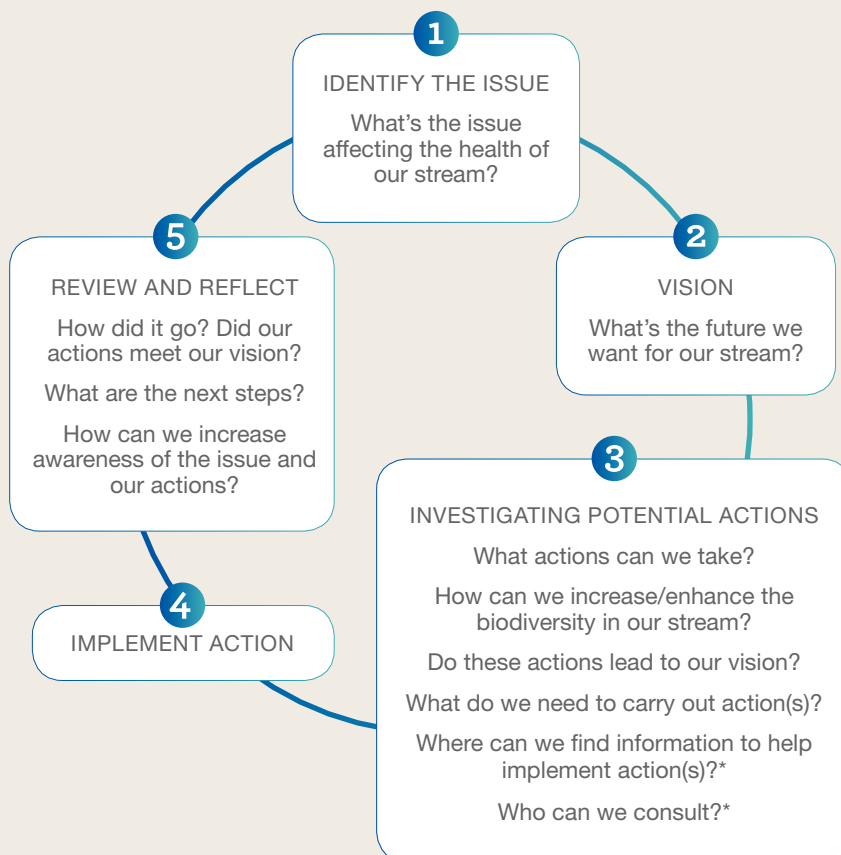 1
IDENTIFY THE ISSUE
What's the issue
affecting the health of
our stream?
2
VISION
What's the future we
want for our stream?
3
INVESTIGATING POTENTIAL ACTIONS
What actions can we take?
How can we increase/enhance the
biodiversity in our stream?
Do these actions lead to our vision?
What do we need to carry out action(s)?
Where can we find information to help
implement action(s)?*
Who can we consult?*
4
IMPLEMENT ACTION
5
REVIEW AND REFLECT
How did it go? Did our
actions meet our vision?
What are the next steps?
How can we increase
awareness of the issue and
our actions?